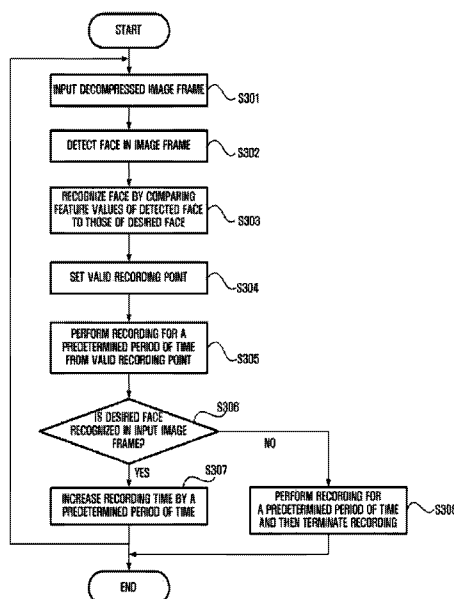 START
INPUT DECOMPRESSED IMAGE FRAME
S301
DETECT FACE IN IMAGE FRAME
S302
RECOGNIZE FACE BY COMPARING
FEATURE VALUES OF DETECTED FACE
TO THOSE OF DESIRED FACE
S303
SET VALID RECORDING POINT
S304
PERFORM RECORDING FOR A
PREDETERMINED PERIOD OF TIME
FROM VALID RECORDING POINT
S305
S306
IS DESIRED FACE
RECOGNIZED IN INPUT IMAGE
FRAME?
NO
YES
S307
INCREASE RECORDING TIME BY A
PREDETERMINED PERIOD OF TIME
PERFORM RECORDING FOR
A PREDETERMINED PERIOD OF TIME
AND THEN TERMINATE RECORDING
END